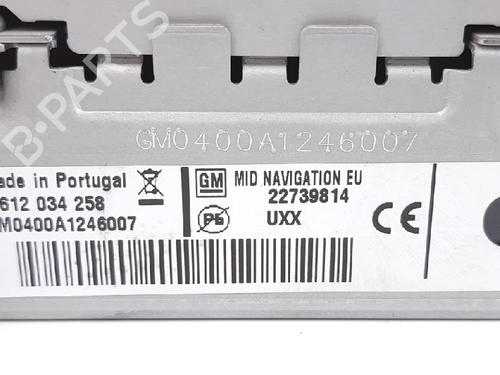 GM0400A1246007
ade in Portugal
612 034 258
M0400A1246007
GM
MID NAVIGATION EU
22739814
UXX
Pb
CE
B-PARTS